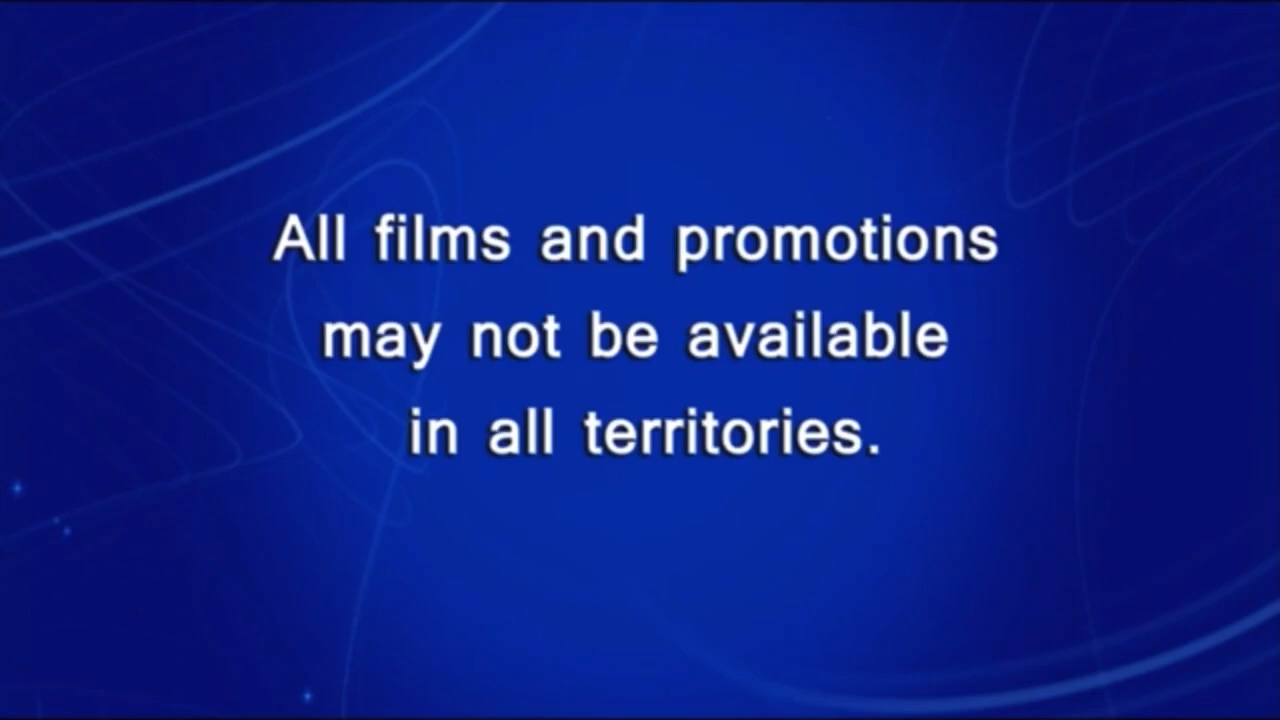 All films and promotions
may not be available
in all territories.